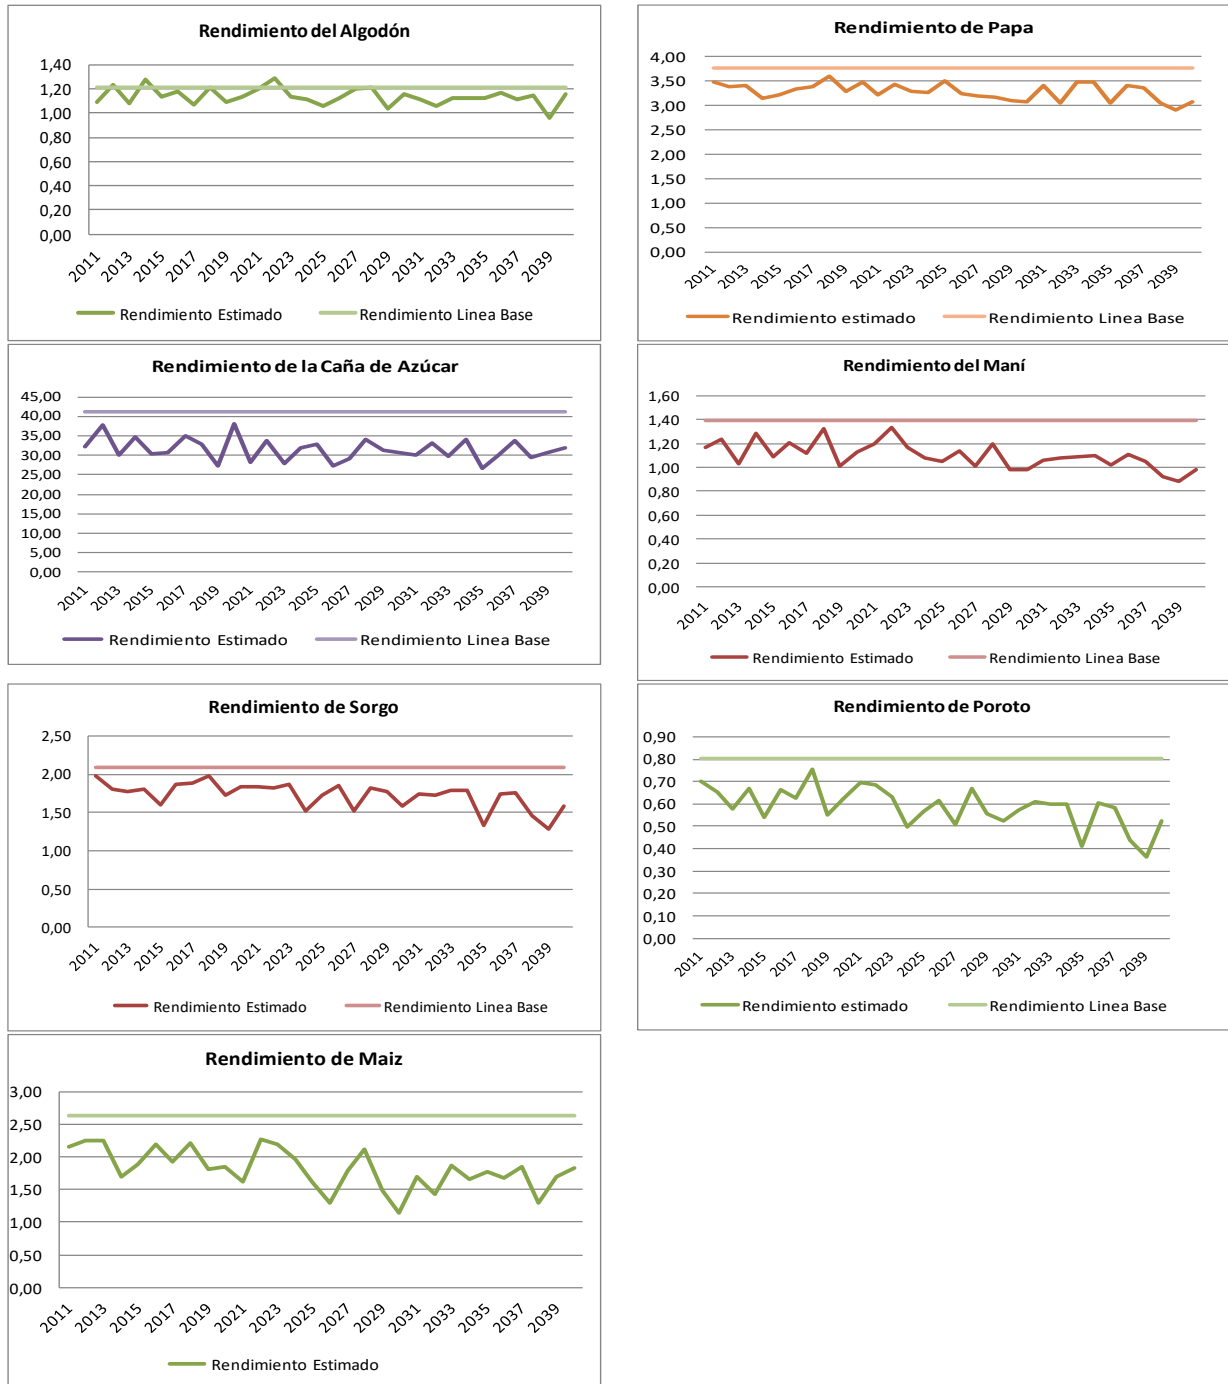 Rendimiento del Algodón
1,40
1,20
1,00
0,80
0,60
0,40
0,20
0,00
2011 2013 2015 2017 2019 2021 2023 2025 2027 2029 2031 2033 2035 2037 2039
Rendimiento Estimado Rendimiento Linea Base
Rendimiento de Papa
4,00
3,50
3,00
2,50
2,00
1,50
1,00
0,50
0,00
2011 2013 2015 2017 2019 2021 2023 2025 2027 2029 2031 2033 2035 2037 2039
Rendimiento estimado Rendimiento Linea Base
Rendimiento de la Caña de Azúcar
45,00
40,00
35,00
30,00
25,00
20,00
15,00
10,00
5,00
0,00
2011 2013 2015 2017 2019 2021 2023 2025 2027 2029 2031 2033 2035 2037 2039
Rendimiento Estimado Rendimiento Linea Base
Rendimiento del Maní
1,60
1,40
1,20
1,00
0,80
0,60
0,40
0,20
0,00
2011 2013 2015 2017 2019 2021 2023 2025 2027 2029 2031 2033 2035 2037 2039
Rendimiento Estimado Rendimiento Linea Base
Rendimiento de Sorgo
2,50
2,00
1,50
1,00
0,50
0,00
2011 2013 2015 2017 2019 2021 2023 2025 2027 2029 2031 2033 2035 2037 2039
Rendimiento Estimado Rendimiento Linea Base
Rendimiento de Poroto
0,90
0,80
0,70
0,60
0,50
0,40
0,30
0,20
0,10
0,00
2011 2013 2015 2017 2019 2021 2023 2025 2027 2029 2031 2033 2035 2037 2039
Rendimiento estimado Rendimiento Linea Base
Rendimiento de Maiz
3,00
2,50
2,00
1,50
1,00
0,50
0,00
2011 2013 2015 2017 2019 2021 2023 2025 2027 2029 2031 2033 2035 2037 2039
Rendimiento Estimado